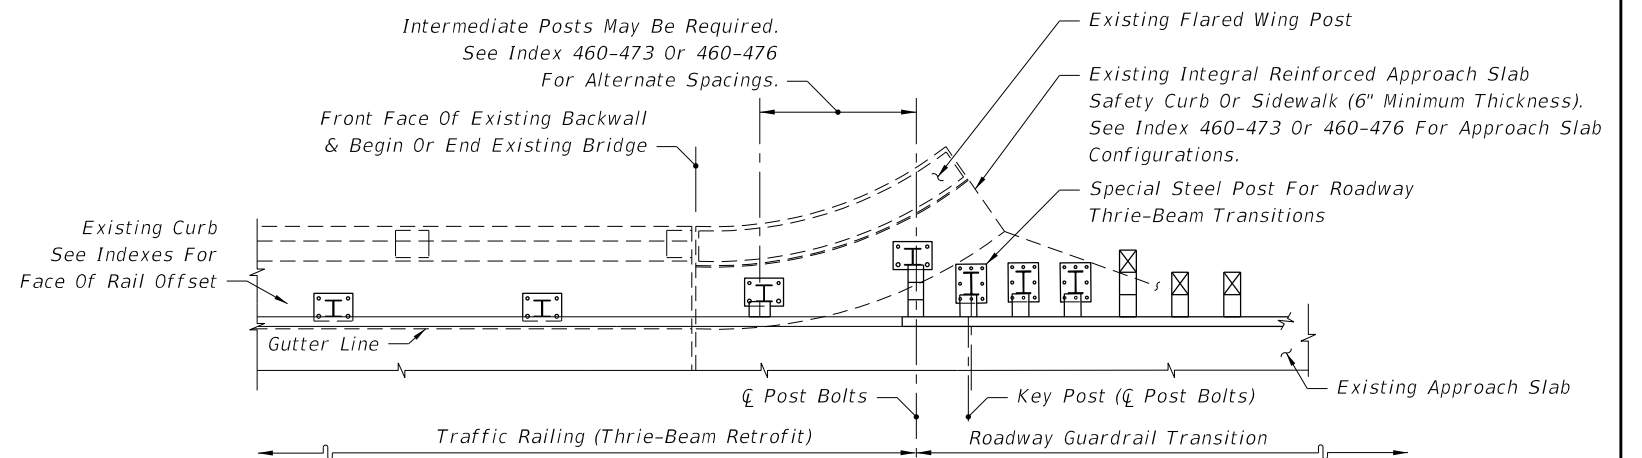 Intermediate Posts May Be Required.
See Index 460-473 Or 460-476
For Alternate Spacings.
Existing Flared Wing Post
Existing Integral Reinforced Approach Slab
Safety Curb Or Sidewalk (6" Minimum Thickness).
See Index 460-473 Or 460-476 For Approach Slab
Configurations.
Front Face Of Existing Backwall
& Begin Or End Existing Bridge
Special Steel Post For Roadway
Thrie-Beam Transitions
Existing Curb
See Indexes For
Face Of Rail Offset
Gutter Line
℄ Post Bolts
Key Post (℄ Post Bolts)
Existing Approach Slab
Traffic Railing (Thrie-Beam Retrofit)
Roadway Guardrail Transition